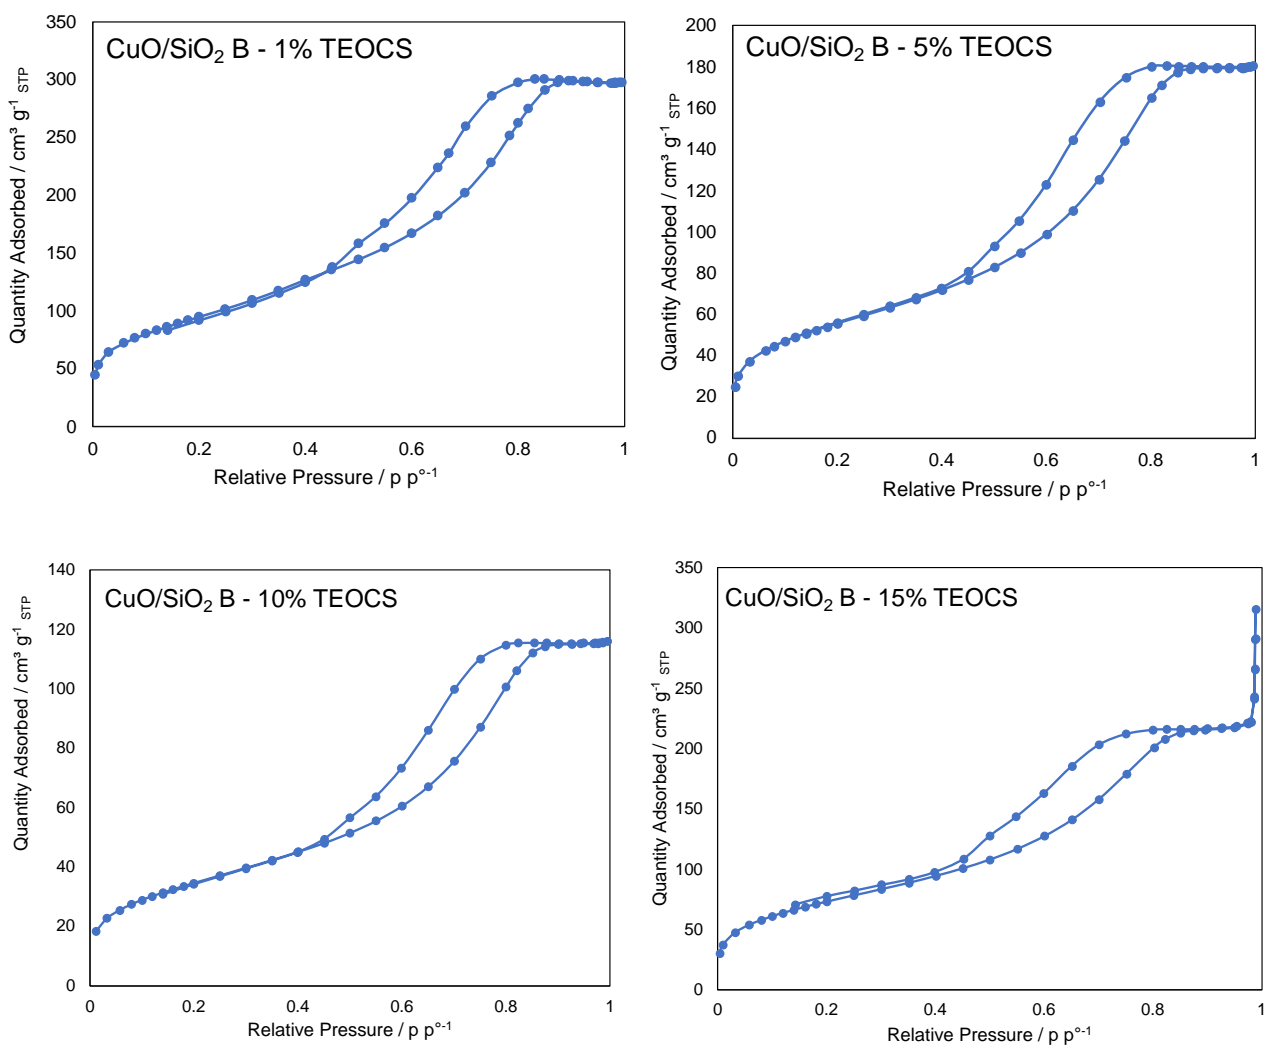 CuO/SiO₂ B - 1% TEOCS
Quantity Adsorbed / cm³ g⁻¹ STP
350
300
250
200
150
100
50
0
0 0.2 0.4 0.6 0.8 1
Relative Pressure / p p°⁻¹
CuO/SiO₂ B - 5% TEOCS
Quantity Adsorbed / cm³ g⁻¹ STP
200
180
160
140
120
100
80
60
40
20
0
0 0.2 0.4 0.6 0.8 1
Relative Pressure / p p°⁻¹
CuO/SiO₂ B - 10% TEOCS
Quantity Adsorbed / cm³ g⁻¹ STP
140
120
100
80
60
40
20
0
0 0.2 0.4 0.6 0.8 1
Relative Pressure / p p°⁻¹
CuO/SiO₂ B - 15% TEOCS
Quantity Adsorbed / cm³ g⁻¹ STP
350
300
250
200
150
100
50
0
0 0.2 0.4 0.6 0.8 1
Relative Pressure / p p°⁻¹